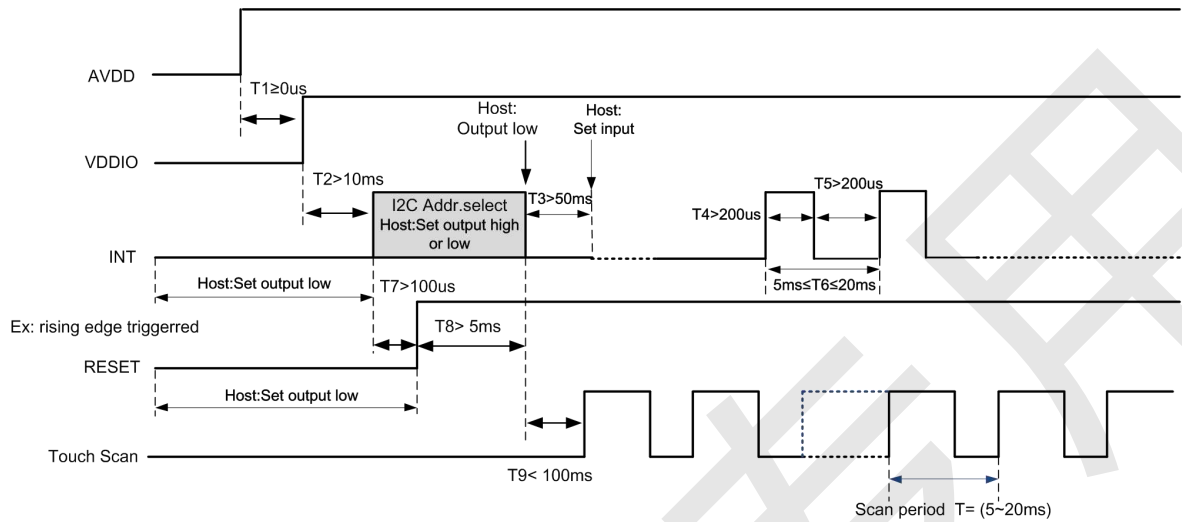 AVDD
T1≥0us
VDDIO
Host:
Output low
Host:
Set input
T2>10ms
I2C Addr.select
Host:Set output high
or low
T3>50ms
T4>200us
T5>200us
INT
Host:Set output low
T7>100us
5ms≤T6≤20ms
Ex: rising edge triggerred
T8> 5ms
RESET
Host:Set output low
Touch Scan
T9< 100ms
Scan period T= (5~20ms)
专用